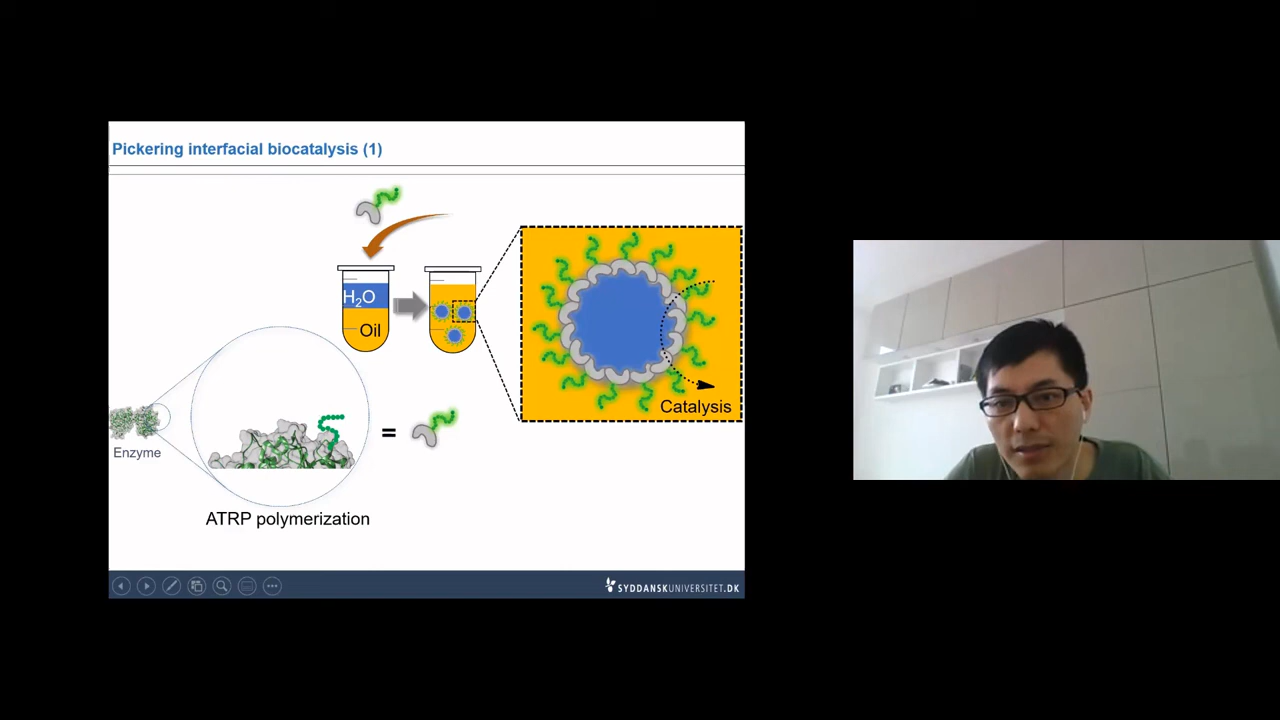 Pickering interfacial biocatalysis (1)
H2O
Oil
Catalysis
Enzyme
=
ATRP polymerization
SYDDANSKUNIVERSITET.DK